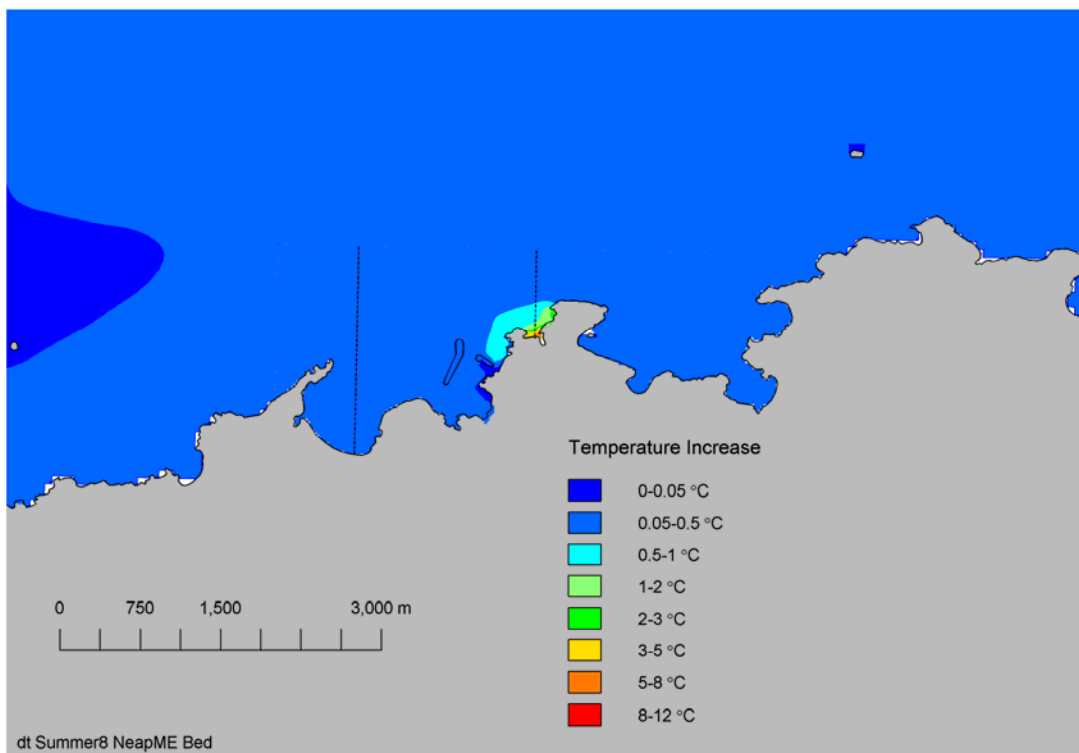 Temperature Increase
0-0.05 °C
0.05-0.5 °C
0.5-1 °C
1-2 °C
2-3 °C
3-5 °C
5-8 °C
8-12 °C
0 750 1,500 3,000 m
dt Summer8 NeapME Bed